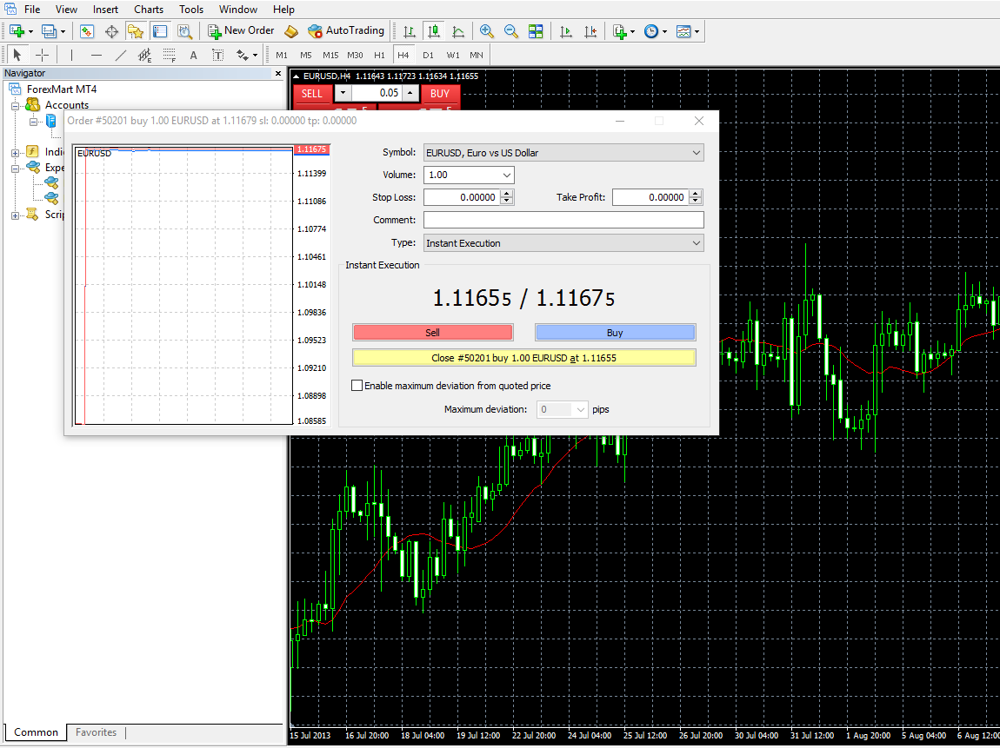 File View Insert Charts Tools Window Help
New Order AutoTrading
A T
M1 M5 M15 M30 H1 H4 D1 W1 MN
Navigator
ForexMart MT4
Accounts
Indi
Expe
Scrip
Common Favorites
EURUSD,H4 1.11643 1.11723 1.11634 1.11655
SELL 0.05 BUY
Order #50201 buy 1.00 EURUSD at 1.11679 sl: 0.00000 tp: 0.00000
EURUSD
1.11675
1.11399
1.11086
1.10774
1.10461
1.10148
1.09836
1.09523
1.09210
1.08898
1.08585
Symbol: EURUSD, Euro vs US Dollar
Volume: 1.00
Stop Loss: 0.00000 Take Profit: 0.00000
Comment:
Type: Instant Execution
Instant Execution
1.11655 / 1.11675
Sell Buy
Close #50201 buy 1.00 EURUSD at 1.11655
Enable maximum deviation from quoted price
Maximum deviation: 0 pips
15 Jul 2013 16 Jul 20:00 18 Jul 04:00 19 Jul 12:00 22 Jul 20:00 24 Jul 04:00 25 Jul 12:00 26 Jul 20:00 30 Jul 04:00 31 Jul 12:00 1 Aug 20:00 5 Aug 04:00 6 Aug 12:00